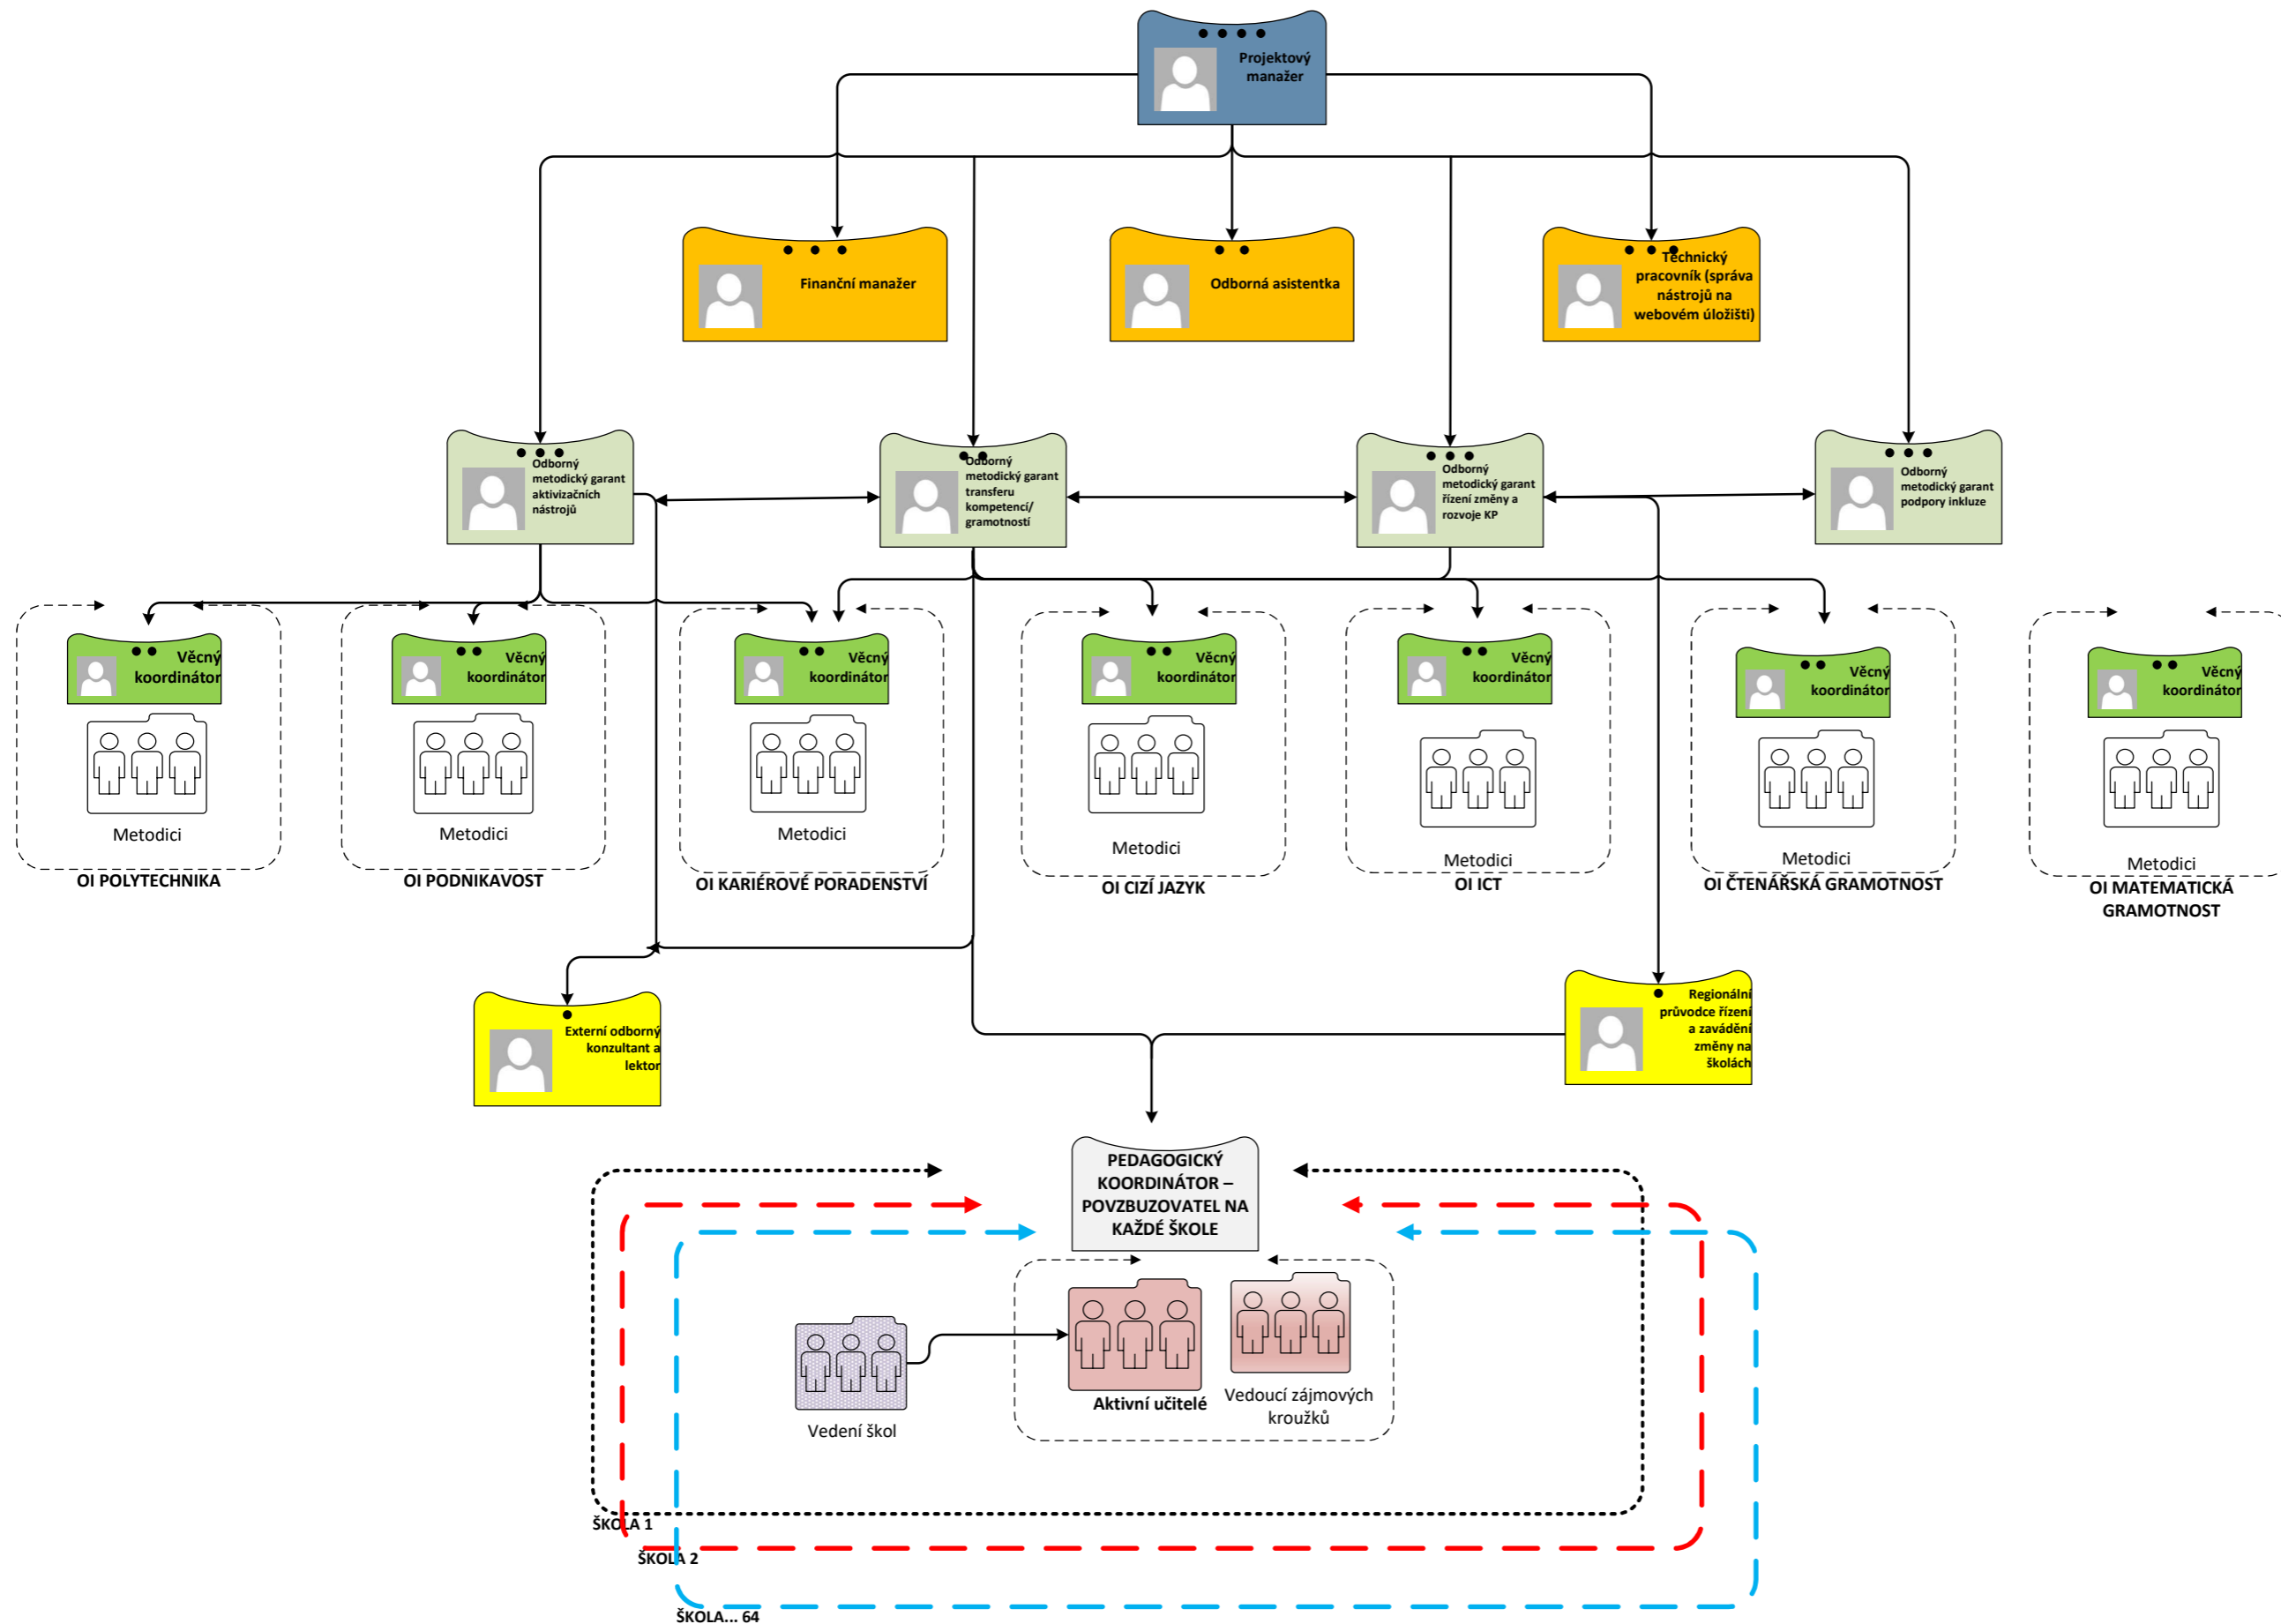 Projektový
manažer
Finanční manažer
Odborná asistentka
Technický
pracovník (správa
nástrojů na
webovém úložišti)
Odborný
metodický garant
aktivizačních
nástrojů
Odborný
metodický garant
transferu
kompetencí/
gramotností
Odborný
metodický garant
řízení změny a
rozvoje KP
Odborný
metodický garant
podpory inkluze
Věcný
koordinátor
Metodici
OI POLYTECHNIKA
Věcný
koordinátor
Metodici
OI PODNIKAVOST
Věcný
koordinátor
Metodici
OI KARIÉROVÉ PORADENSTVÍ
Věcný
koordinátor
Metodici
OI CIZÍ JAZYK
Věcný
koordinátor
Metodici
OI ICT
Věcný
koordinátor
Metodici
OI ČTENÁŘSKÁ GRAMOTNOST
Věcný
koordinátor
Metodici
OI MATEMATICKÁ
GRAMOTNOST
Externí odborný
konzultant a
lektor
Regionální
průvodce řízení
a zavádění
změny na
školách
PEDAGOGICKÝ
KOORDINÁTOR –
POVZBUZOVATEL NA
KAŽDÉ ŠKOLE
Vedení škol
Aktivní učitelé
Vedoucí zájmových
kroužků
ŠKOLA 1
ŠKOLA 2
ŠKOLA... 64